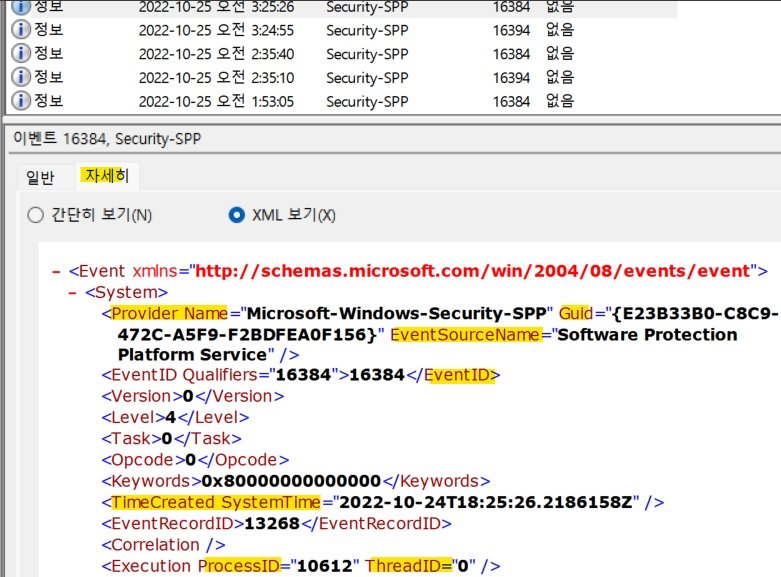 정보 2022-10-25 오전 3:25:26 Security-SPP 16384 없음
정보 2022-10-25 오전 3:24:55 Security-SPP 16394 없음
정보 2022-10-25 오전 2:35:40 Security-SPP 16384 없음
정보 2022-10-25 오전 2:35:10 Security-SPP 16394 없음
정보 2022-10-25 오전 1:53:05 Security-SPP 16384 없음
이벤트 16384, Security-SPP
일반 자세히
간단히 보기(N) XML 보기(X)
- <Event xmlns="http://schemas.microsoft.com/win/2004/08/events/event">
- <System>
<Provider Name="Microsoft-Windows-Security-SPP" Guid="{E23B33B0-C8C9-
472C-A5F9-F2BDFEA0F156}" EventSourceName="Software Protection
Platform Service" />
<EventID Qualifiers="16384">16384</EventID>
<Version>0</Version>
<Level>4</Level>
<Task>0</Task>
<Opcode>0</Opcode>
<Keywords>0x80000000000000</Keywords>
<TimeCreated SystemTime="2022-10-24T18:25:26.2186158Z" />
<EventRecordID>13268</EventRecordID>
<Correlation />
<Execution ProcessID="10612" ThreadID="0" />